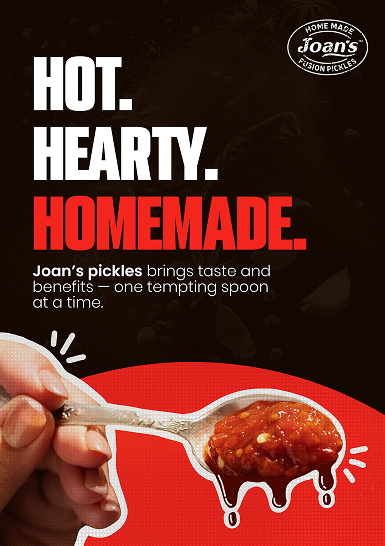 HOME MADE
Joan's
FUSION PICKLES
HOT.
HEARTY.
HOMEMADE.
Joan's pickles brings taste and
benefits — one tempting spoon
at a time.